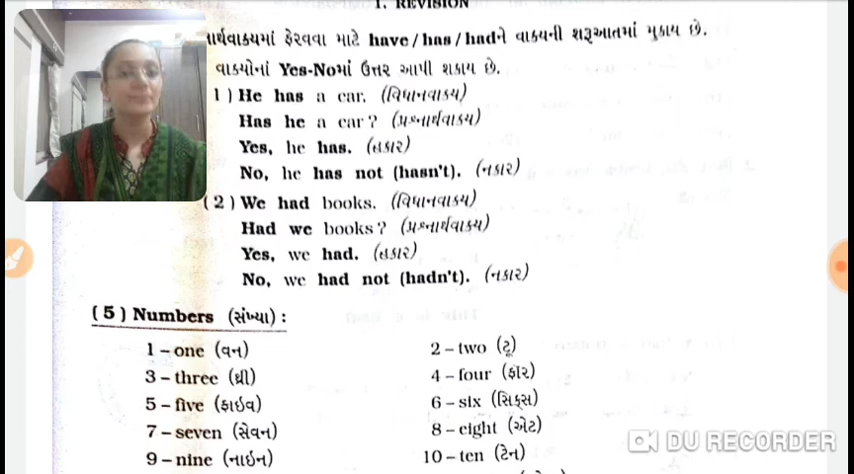 1. REVISION
ાર્થવાક્યમાં ફેરવવા માટે have / has / hadને વાક્યની શરૂઆતમાં મુકાય છે.
વાક્યોનાં Yes-Noમાં ઉત્તર આપી શકાય છે.
1 ) He has a car. (વિધાનવાક્ય)
Has he a car ? (પ્રશ્નાર્થવાક્ય)
Yes, he has. (હકાર)
No, he has not (hasn't). (નકાર)
( 2 ) We had books. (વિધાનવાક્ય)
Had we books ? (પ્રશ્નાર્થવાક્ય)
Yes, we had. (હકાર)
No, we had not (hadn't). (નકાર)
( 5 ) Numbers (સંખ્યા) :
1 – one (વન) 2 – two (ટૂ)
3 – three (થ્રી) 4 – four (ફૉર)
5 – five (ફાઇવ) 6 – six (સિક્સ)
7 – seven (સેવન) 8 – eight (એટ)
9 – nine (નાઇન) 10 – ten (ટેન)
DU RECORDER